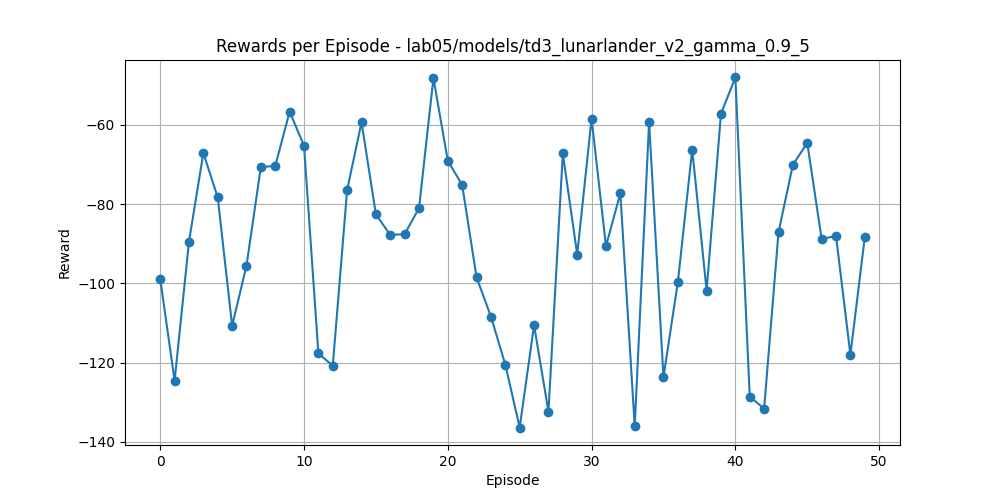 Rewards per Episode - lab05/models/td3_lunarlander_v2_gamma_0.9_5
Reward
−60
−80
−100
−120
−140
0 10 20 30 40 50
Episode